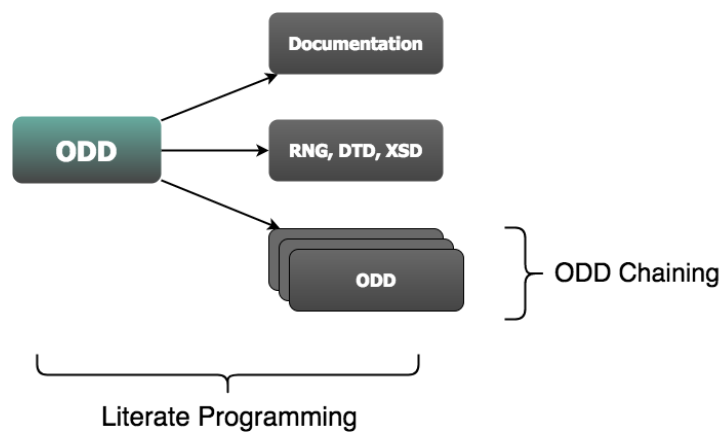 Documentation
ODD
RNG, DTD, XSD
ODD
ODD Chaining
Literate Programming